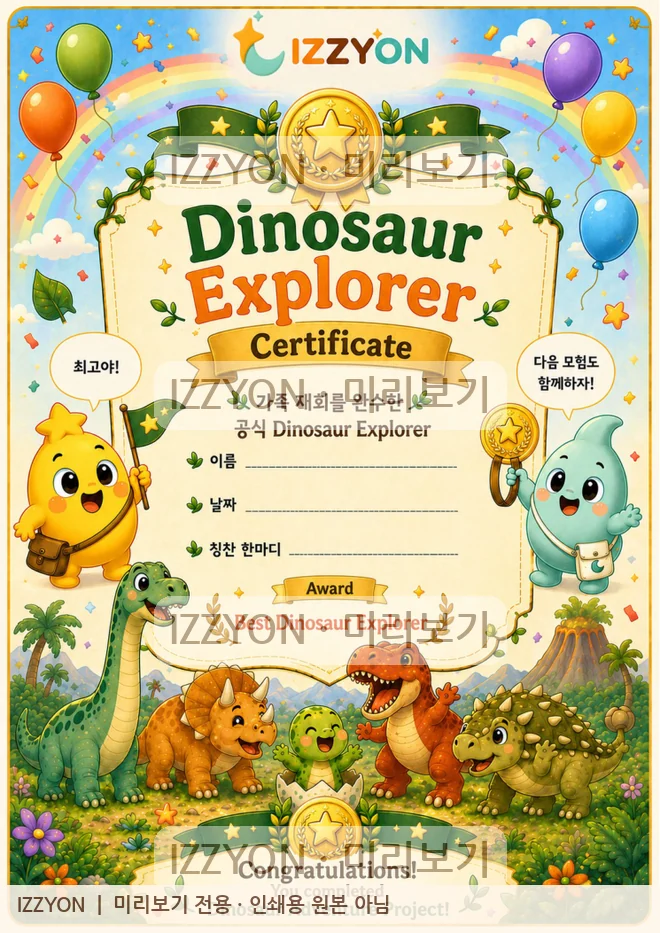 IZZYON
IZZYON · 미리보기
Dinosaur
Explorer
Certificate
최고야!
다음 모험도
함께하자!
IZZYON · 미리보기
가족 재회를 완수한
공식 Dinosaur Explorer
이름
날짜
칭찬 한마디
Award
IZZYON · 미리보기
Best Dinosaur Explorer
IZZYON · 미리보기
Congratulations!
You completed
Dinosaur Adventure Project!
IZZYON | 미리보기 전용 · 인쇄용 원본 아님